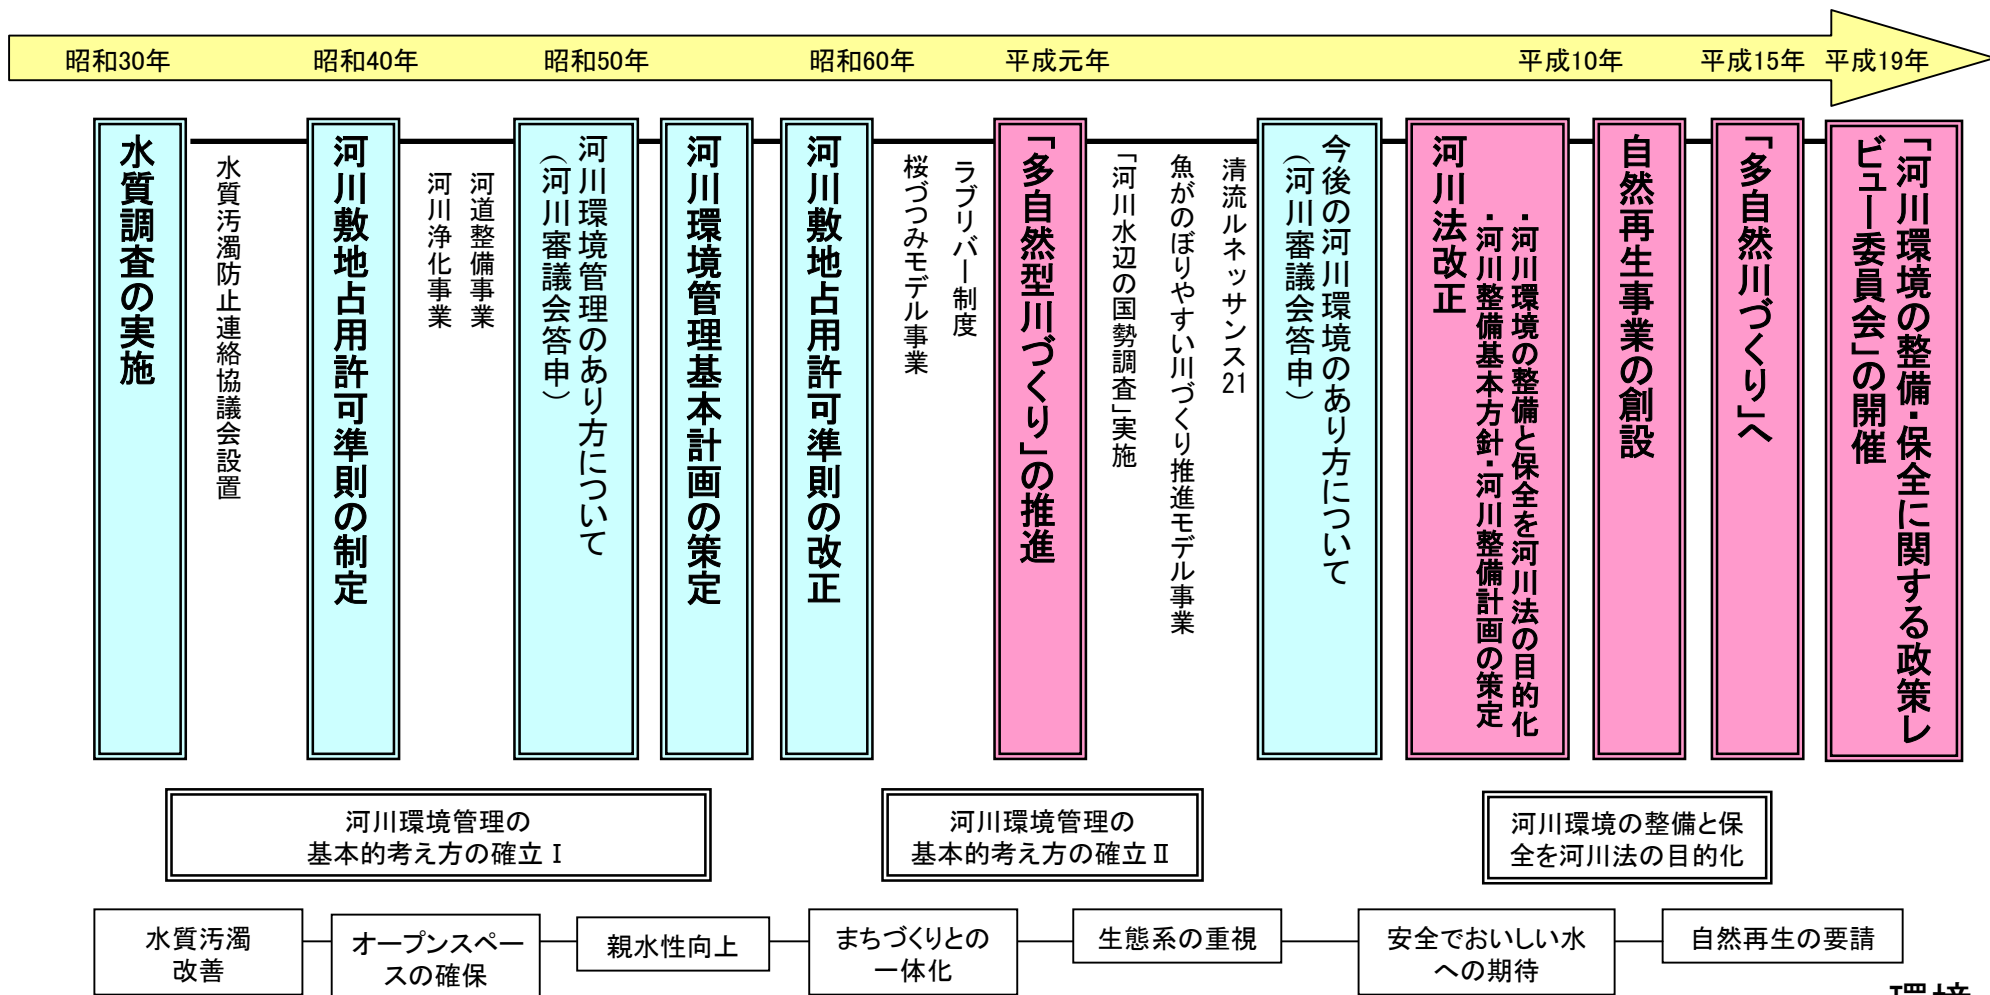 昭和30年
昭和40年
昭和50年
昭和60年
平成元年
平成10年
平成15年
平成19年
水質調査の実施
水質汚濁防止連絡協議会設置
河川敷地占用許可準則の制定
河道整備事業
河川浄化事業
河川環境管理のあり方について
（河川審議会答申）
河川環境管理基本計画の策定
河川敷地占用許可準則の改正
ラブリバー制度
桜づつみモデル事業
「多自然型川づくり」の推進
「河川水辺の国勢調査」実施
魚がのぼりやすい川づくり推進モデル事業
清流ルネッサンス21
今後の河川環境のあり方について
（河川審議会答申）
河川法改正
・河川環境の整備と保全を河川法の目的化
・河川整備基本方針・河川整備計画の策定
自然再生事業の創設
「多自然川づくり」へ
「河川環境の整備・保全に関する政策レ
ビュー委員会」の開催
河川環境管理の
基本的考え方の確立Ⅰ
河川環境管理の
基本的考え方の確立Ⅱ
河川環境の整備と保
全を河川法の目的化
水質汚濁
改善
オープンスペー
スの確保
親水性向上
まちづくりとの
一体化
生態系の重視
安全でおいしい水
への期待
自然再生の要請
環境